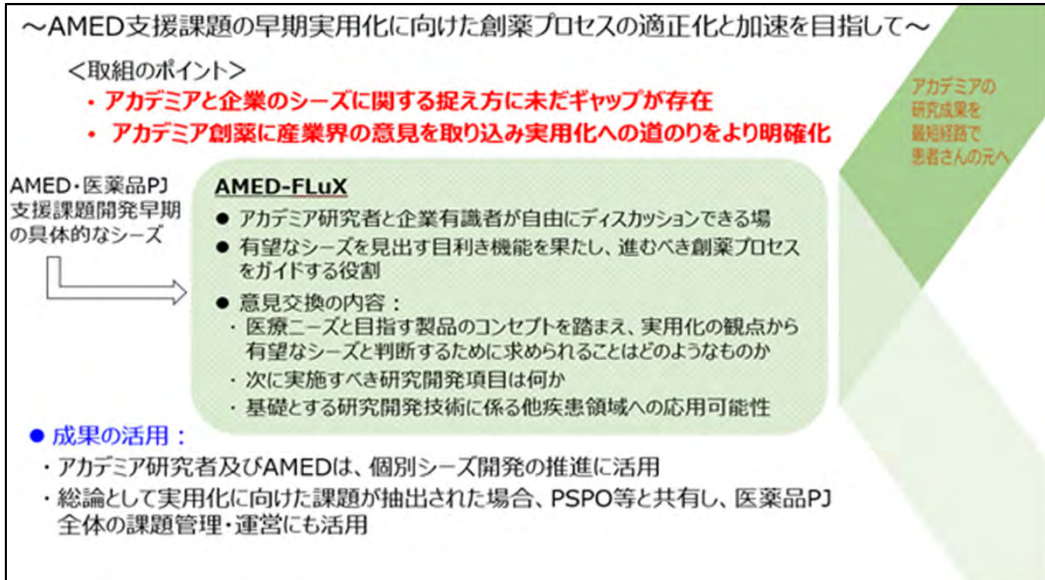 ～AMED支援課題の早期実用化に向けた創薬プロセスの適正化と加速を目指して～
＜取組のポイント＞
・アカデミアと企業のシーズに関する捉え方に未だギャップが存在
・アカデミア創薬に産業界の意見を取り込み実用化への道のりをより明確化
アカデミアの
研究成果を
最短経路で
患者さんの元へ
AMED・医薬品PJ
支援課題開発早期
の具体的なシーズ
AMED-FLuX
● アカデミア研究者と企業有識者が自由にディスカッションできる場
● 有望なシーズを見出す目利き機能を果たし、進むべき創薬プロセス
をガイドする役割
● 意見交換の内容：
・医療ニーズと目指す製品のコンセプトを踏まえ、実用化の観点から
有望なシーズと判断するために求められることはどのようなものか
・次に実施すべき研究開発項目は何か
・基礎とする研究開発技術に係る他疾患領域への応用可能性
● 成果の活用：
・アカデミア研究者及びAMEDは、個別シーズ開発の推進に活用
・総論として実用化に向けた課題が抽出された場合、PSPO等と共有し、医薬品PJ
全体の課題管理・運営にも活用